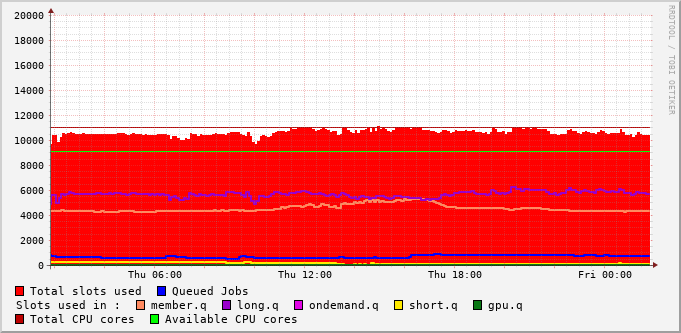 20000
18000
16000
14000
12000
10000
8000
6000
4000
2000
0
Thu 06:00 Thu 12:00 Thu 18:00 Fri 00:00
Total slots used Queued Jobs
Slots used in : member.q long.q ondemand.q short.q gpu.q
Total CPU cores Available CPU cores
RRDTOOL / TOBI OETIKER